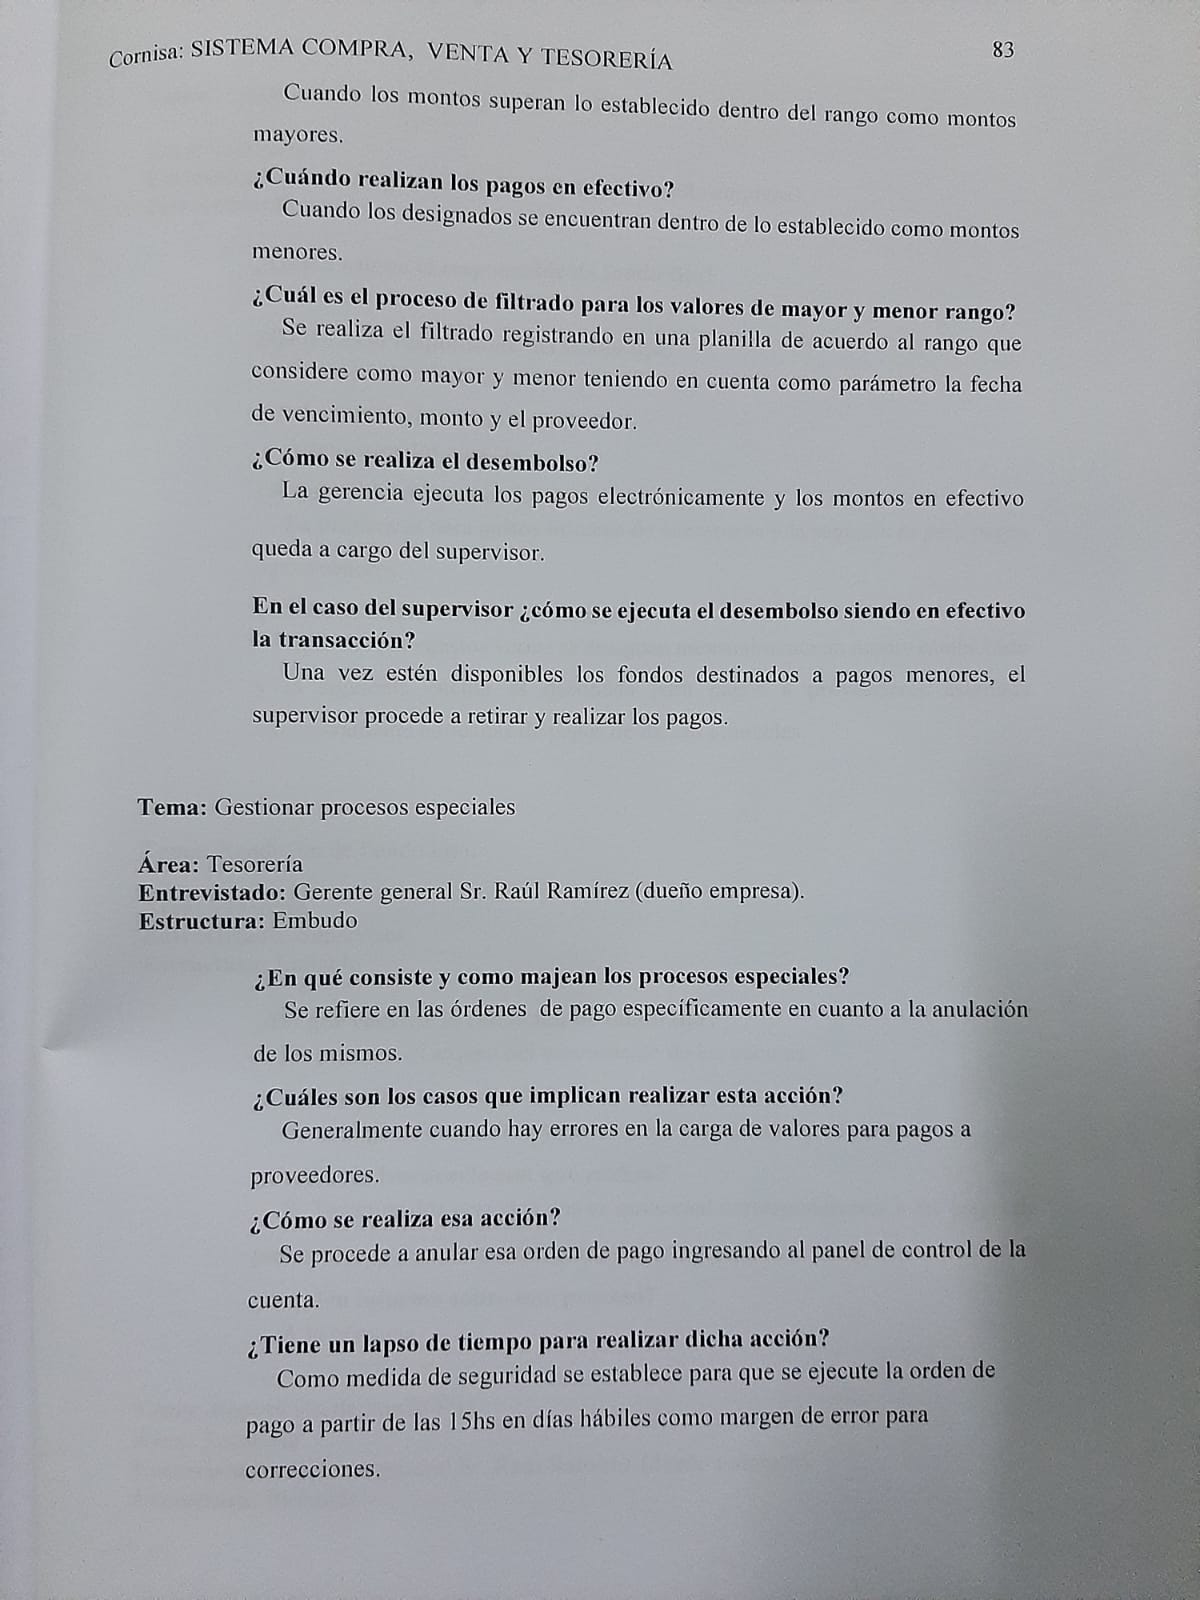 Cornisa: SISTEMA COMPRA, VENTA Y TESORERÍA 83
Cuando los montos superan lo establecido dentro del rango como montos
mayores.
¿Cuándo realizan los pagos en efectivo?
Cuando los designados se encuentran dentro de lo establecido como montos
menores.
¿Cuál es el proceso de filtrado para los valores de mayor y menor rango?
Se realiza el filtrado registrando en una planilla de acuerdo al rango que
considere como mayor y menor teniendo en cuenta como parámetro la fecha
de vencimiento, monto y el proveedor.
¿Cómo se realiza el desembolso?
La gerencia ejecuta los pagos electrónicamente y los montos en efectivo
queda a cargo del supervisor.
En el caso del supervisor ¿cómo se ejecuta el desembolso siendo en efectivo
la transacción?
Una vez estén disponibles los fondos destinados a pagos menores, el
supervisor procede a retirar y realizar los pagos.
Tema: Gestionar procesos especiales
Área: Tesorería
Entrevistado: Gerente general Sr. Raúl Ramírez (dueño empresa).
Estructura: Embudo
¿En qué consiste y como majean los procesos especiales?
Se refiere en las órdenes de pago específicamente en cuanto a la anulación
de los mismos.
¿Cuáles son los casos que implican realizar esta acción?
Generalmente cuando hay errores en la carga de valores para pagos a
proveedores.
¿Cómo se realiza esa acción?
Se procede a anular esa orden de pago ingresando al panel de control de la
cuenta.
¿Tiene un lapso de tiempo para realizar dicha acción?
Como medida de seguridad se establece para que se ejecute la orden de
pago a partir de las 15hs en días hábiles como margen de error para
correcciones.